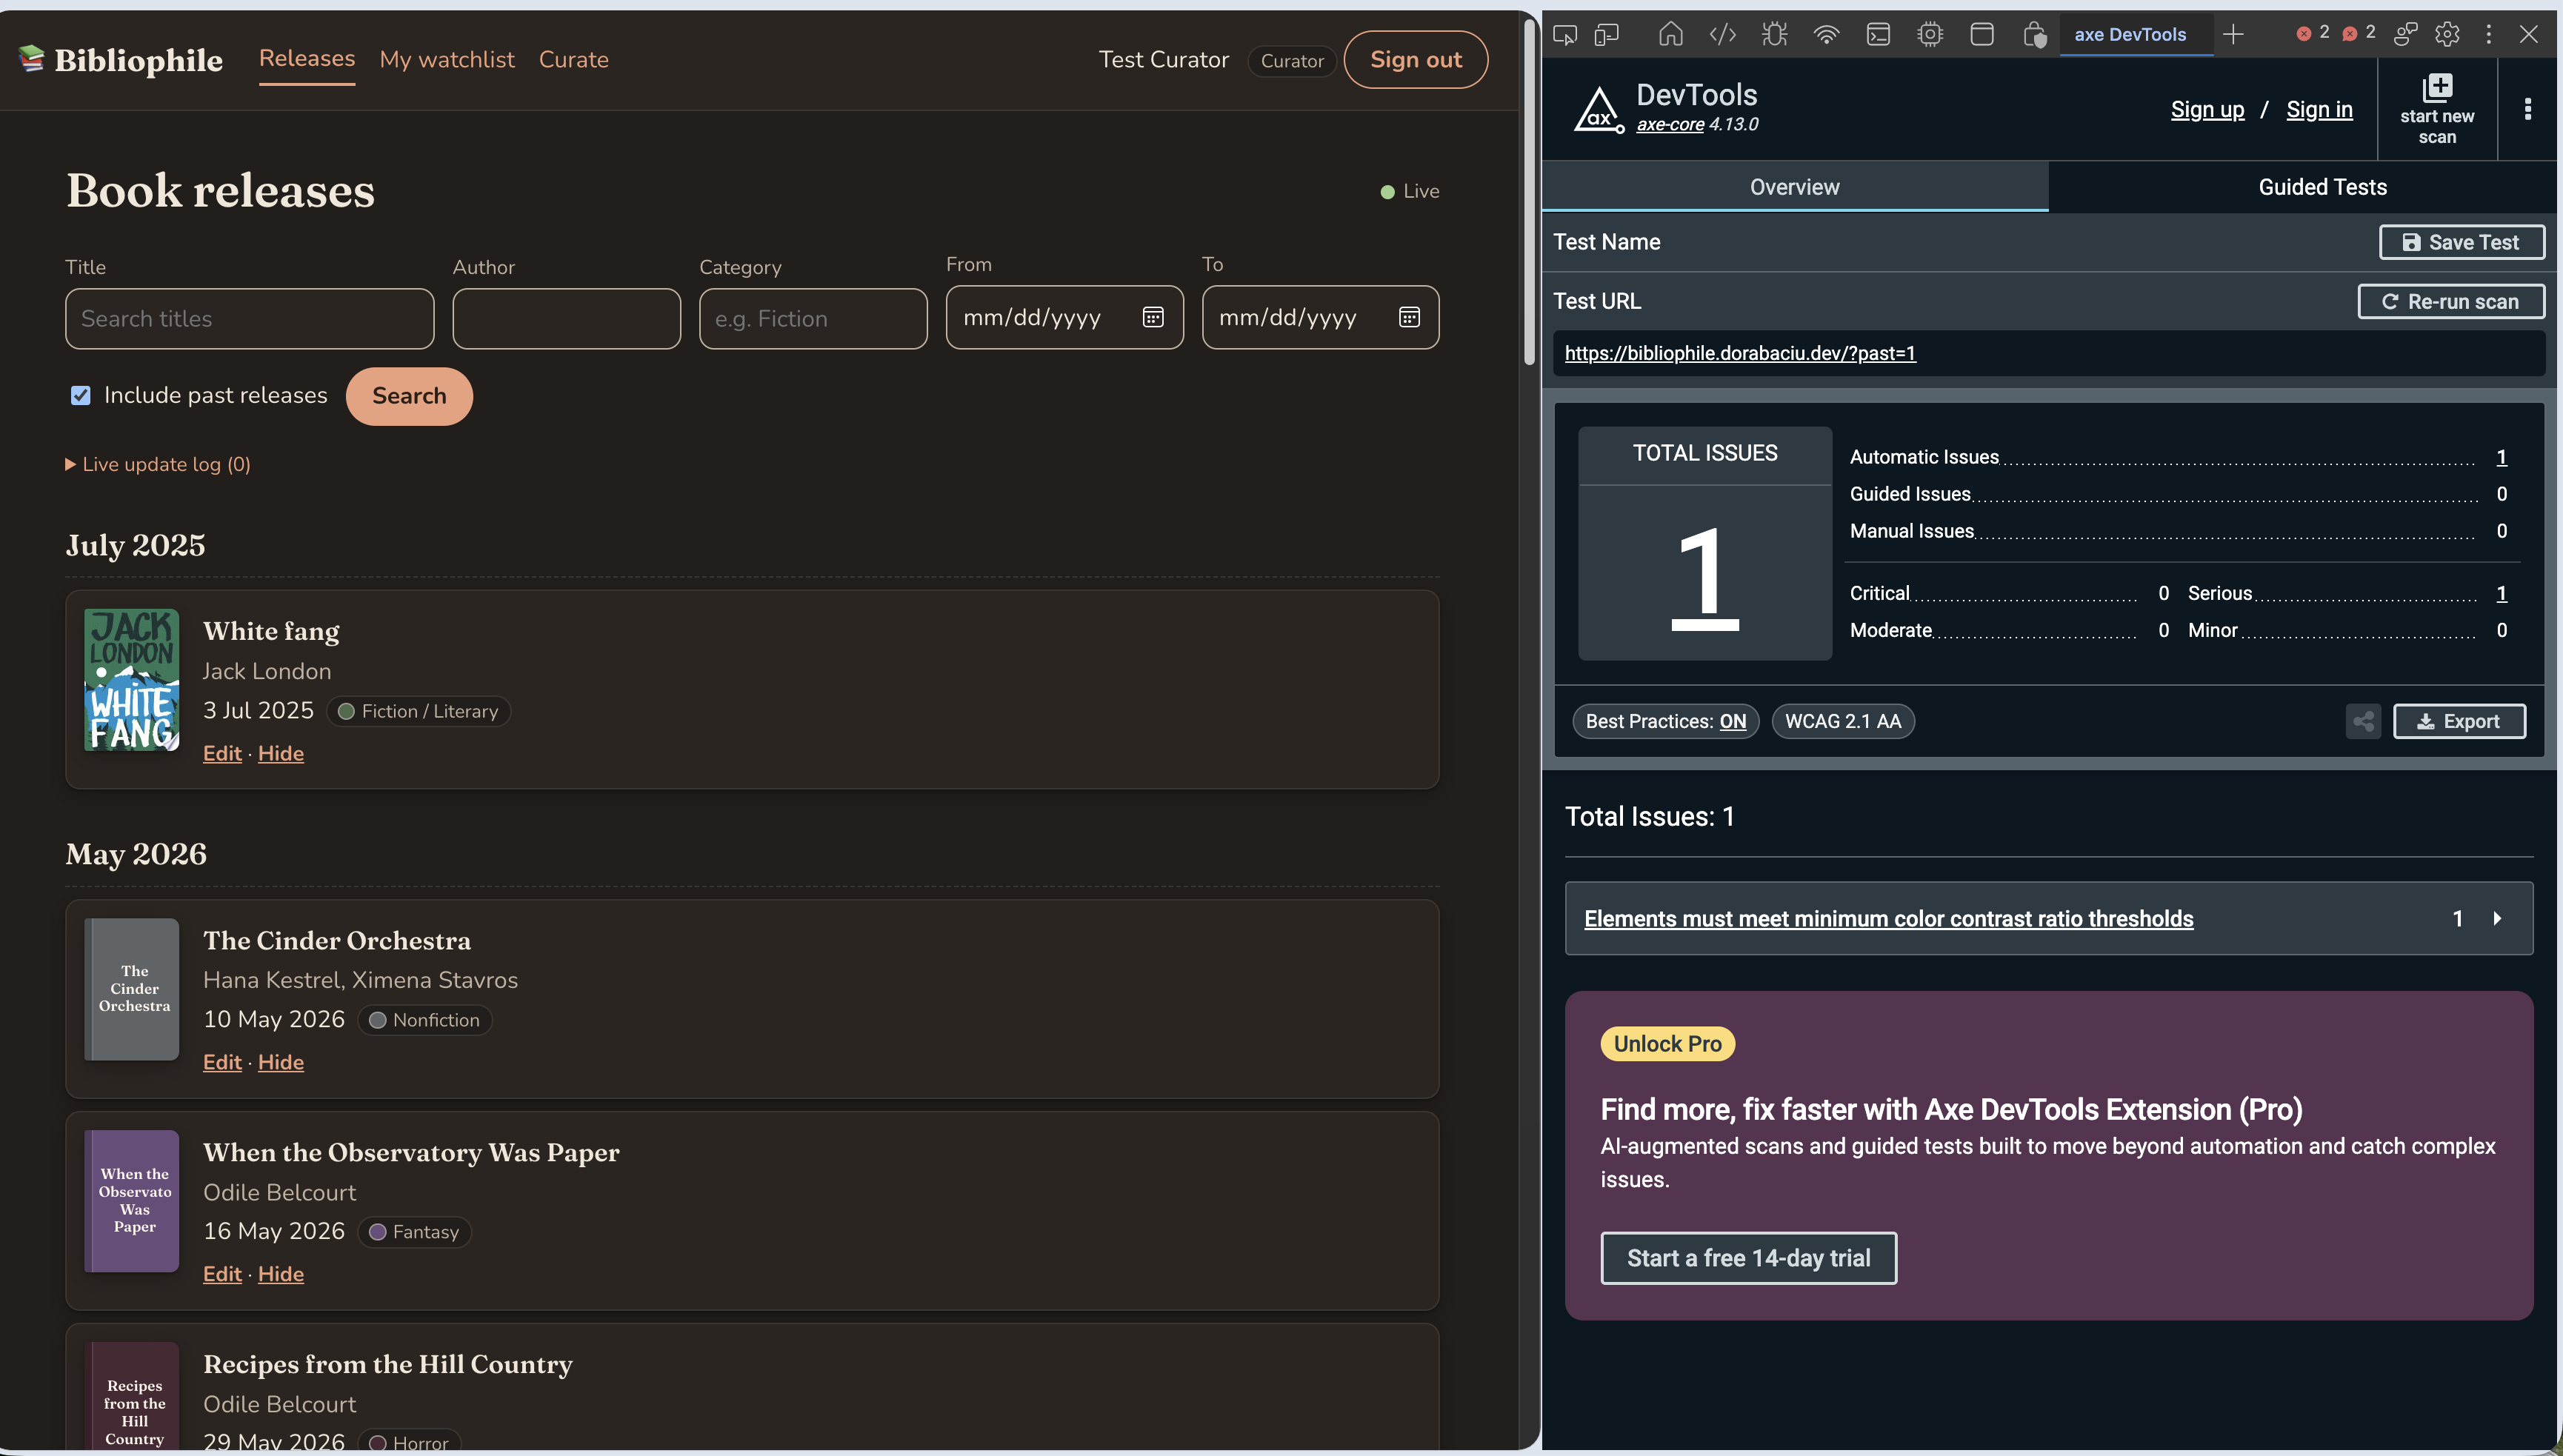 Bibliophile
Releases My watchlist Curate
Test Curator Curator Sign out
Book releases
Live
Title Author Category From To
Search titles e.g. Fiction mm/dd/yyyy mm/dd/yyyy
Include past releases Search
Live update log (0)
July 2025
JACK
LONDON
WHITE
FANG
White fang
Jack London
3 Jul 2025 Fiction / Literary
Edit · Hide
May 2026
The
Cinder
Orchestra
The Cinder Orchestra
Hana Kestrel, Ximena Stavros
10 May 2026 Nonfiction
Edit · Hide
When the
Observato
Was
Paper
When the Observatory Was Paper
Odile Belcourt
16 May 2026 Fantasy
Edit · Hide
Recipes
from the
Hill
Country
Recipes from the Hill Country
Odile Belcourt
29 May 2026 Horror
axe DevTools 2 2
ax
DevTools
axe-core 4.13.0
Sign up / Sign in
start new
scan
Overview Guided Tests
Test Name Save Test
Test URL Re-run scan
https://bibliophile.dorabaciu.dev/?past=1
TOTAL ISSUES
1
Automatic Issues 1
Guided Issues 0
Manual Issues 0
Critical 0 Serious 1
Moderate 0 Minor 0
Best Practices: ON WCAG 2.1 AA Export
Total Issues: 1
Elements must meet minimum color contrast ratio thresholds 1
Unlock Pro
Find more, fix faster with Axe DevTools Extension (Pro)
AI-augmented scans and guided tests built to move beyond automation and catch complex
issues.
Start a free 14-day trial